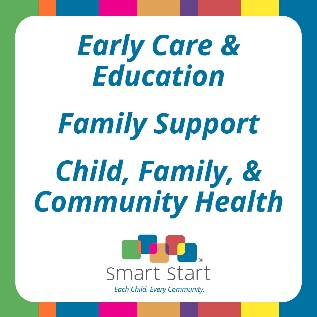 Early Care &
Education
Family Support
Child, Family, &
Community Health
Smart Start
Each Child. Every Community.